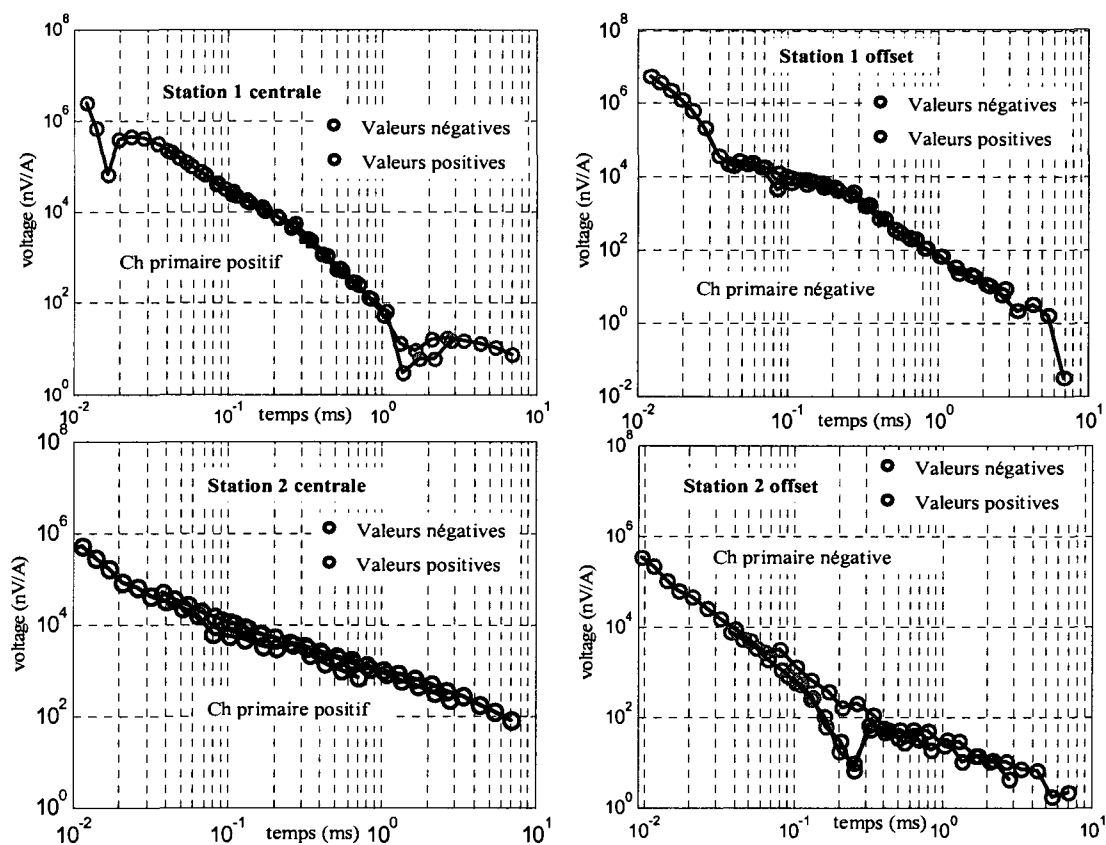 10^8
10^6
10^4
10^2
10^0
voltage (nV/A)
Station 1 centrale
Valeurs négatives
Valeurs positives
Ch primaire positif
10^-2
10^-1
10^0
10^1
temps (ms)
10^8
10^6
10^4
10^2
10^0
10^-2
voltage (nV/A)
Station 1 offset
Valeurs négatives
Valeurs positives
Ch primaire négative
10^-2
10^-1
10^0
10^1
temps (ms)
10^8
10^6
10^4
10^2
10^0
voltage (nV/A)
Station 2 centrale
Valeurs négatives
Valeurs positives
Ch primaire positif
10^-2
10^-1
10^0
10^1
temps (ms)
10^8
10^6
10^4
10^2
10^0
voltage (nV/A)
Valeurs négatives
Station 2 offset
Valeurs positives
Ch primaire négative
10^-2
10^-1
10^0
10^1
temps (ms)